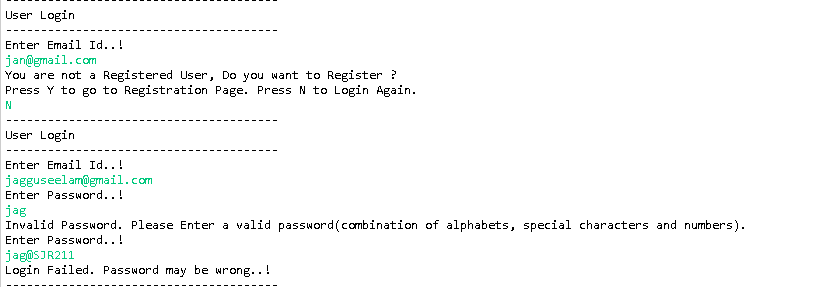 ---------------------------------------
User Login
---------------------------------------
Enter Email Id..!
jan@gmail.com
You are not a Registered User, Do you want to Register ?
Press Y to go to Registration Page. Press N to Login Again.
N
---------------------------------------
User Login
---------------------------------------
Enter Email Id..!
jagguseelam@gmail.com
Enter Password..!
jag
Invalid Password. Please Enter a valid password(combination of alphabets, special characters and numbers).
Enter Password..!
jag@SJR211
Login Failed. Password may be wrong..!
---------------------------------------